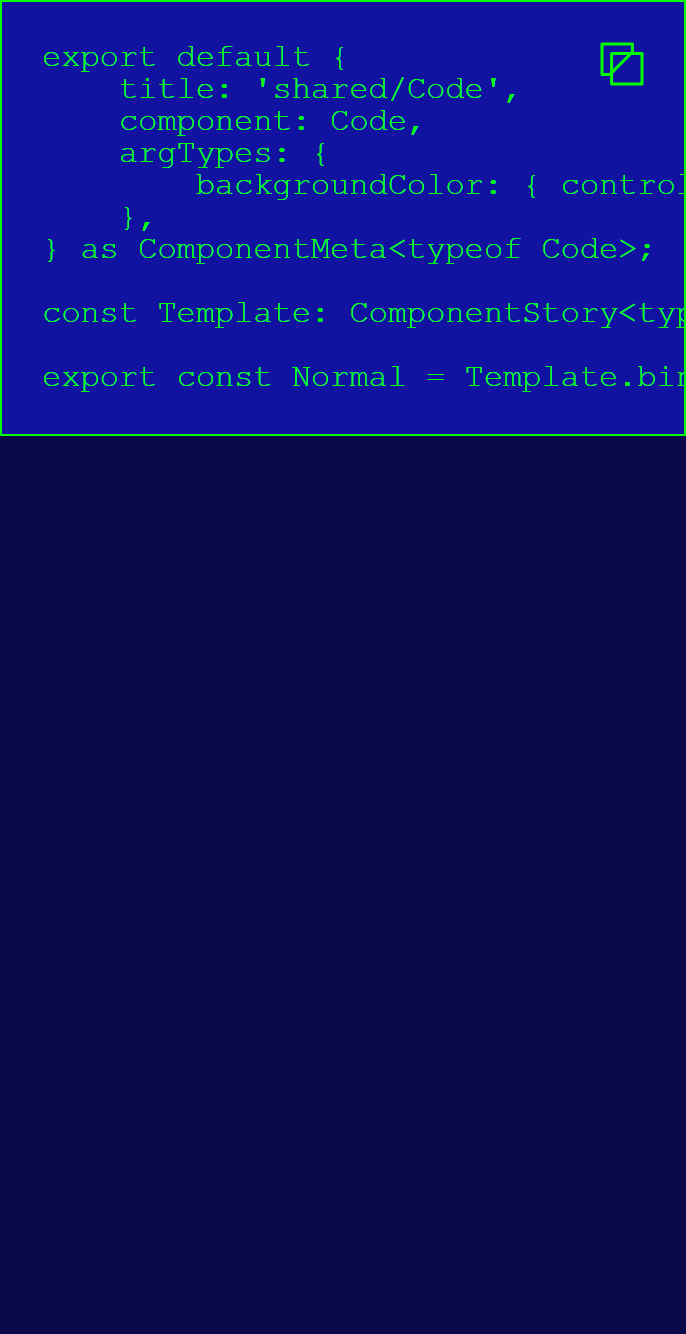 export default {
    title: 'shared/Code',
    component: Code,
    argTypes: {
        backgroundColor: { control
    },
} as ComponentMeta<typeof Code>;
const Template: ComponentStory<typ
export const Normal = Template.bin